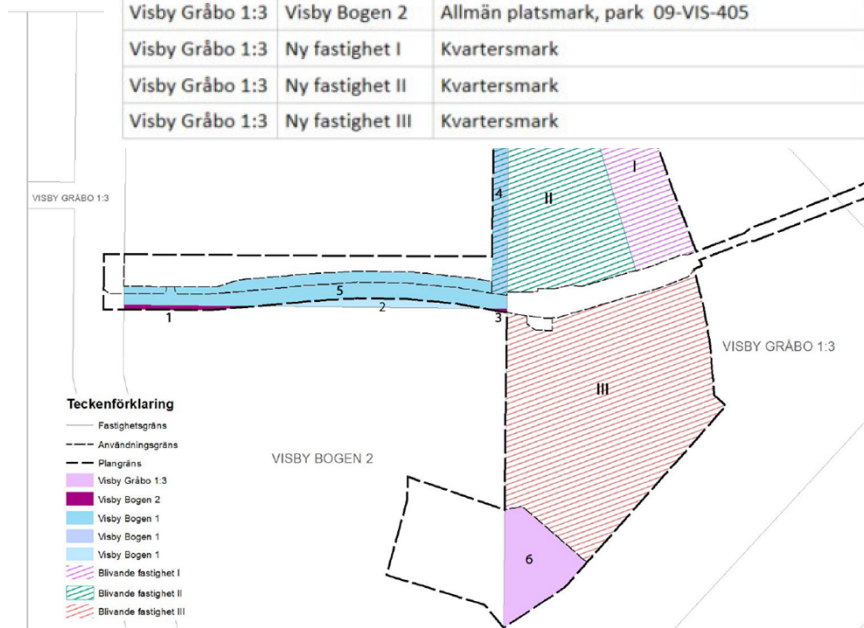 Visby Gråbo 1:3 Visby Bogen 2 Allmän platsmark, park 09-VIS-405
Visby Gråbo 1:3 Ny fastighet I Kvartersmark
Visby Gråbo 1:3 Ny fastighet II Kvartersmark
Visby Gråbo 1:3 Ny fastighet III Kvartersmark
I
4
II
VISBY GRÅBO 1:3
5
1
2
3
VISBY GRÅBO 1:3
III
VISBY BOGEN 2
6
Teckenförklaring
Fastighetsgräns
Användningsgräns
Plangräns
Visby Gråbo 1:3
Visby Bogen 2
Visby Bogen 1
Visby Bogen 1
Visby Bogen 1
Blivande fastighet I
Blivande fastighet II
Blivande fastighet III